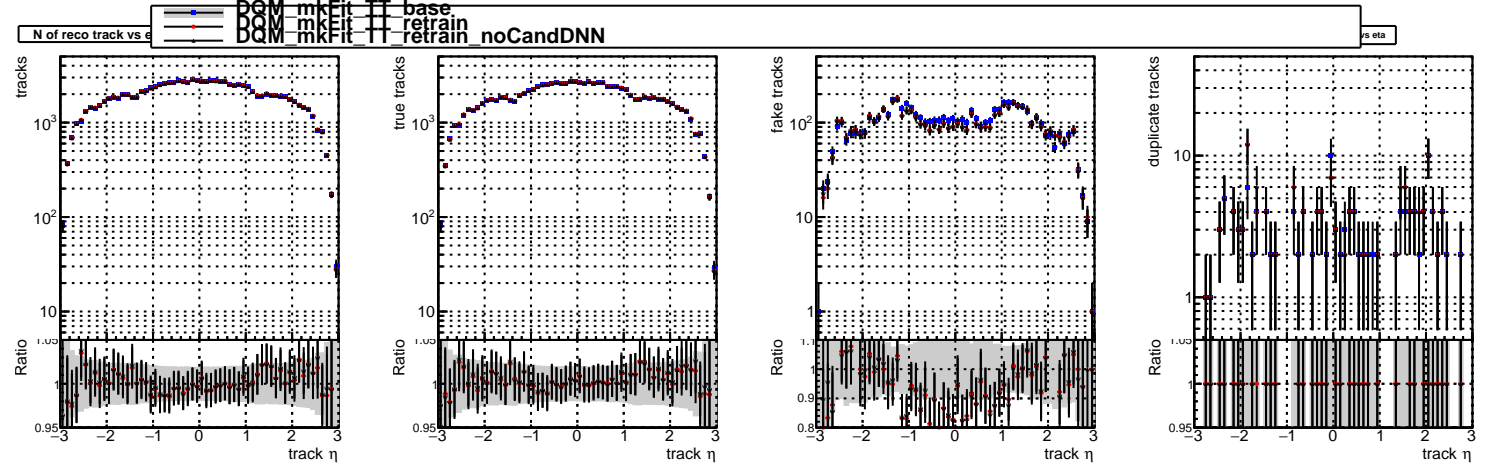 DQM_mkFit_TT_base
DQM_mkFit_TT_retrain
DQM_mkFit_TT_retrain_noCandDNN
N of reco track vs e
vs eta
tracks
10³
10²
10
Ratio
1.05
1
0.95
−3 −2 −1 0 1 2 3
track η
true tracks
10³
10²
10
Ratio
1.05
1
0.95
−3 −2 −1 0 1 2 3
track η
fake tracks
10²
10
1
Ratio
1.1
1
0.9
0.8
−3 −2 −1 0 1 2 3
track η
duplicate tracks
10
1
Ratio
1.05
1
0.95
−3 −2 −1 0 1 2 3
track η